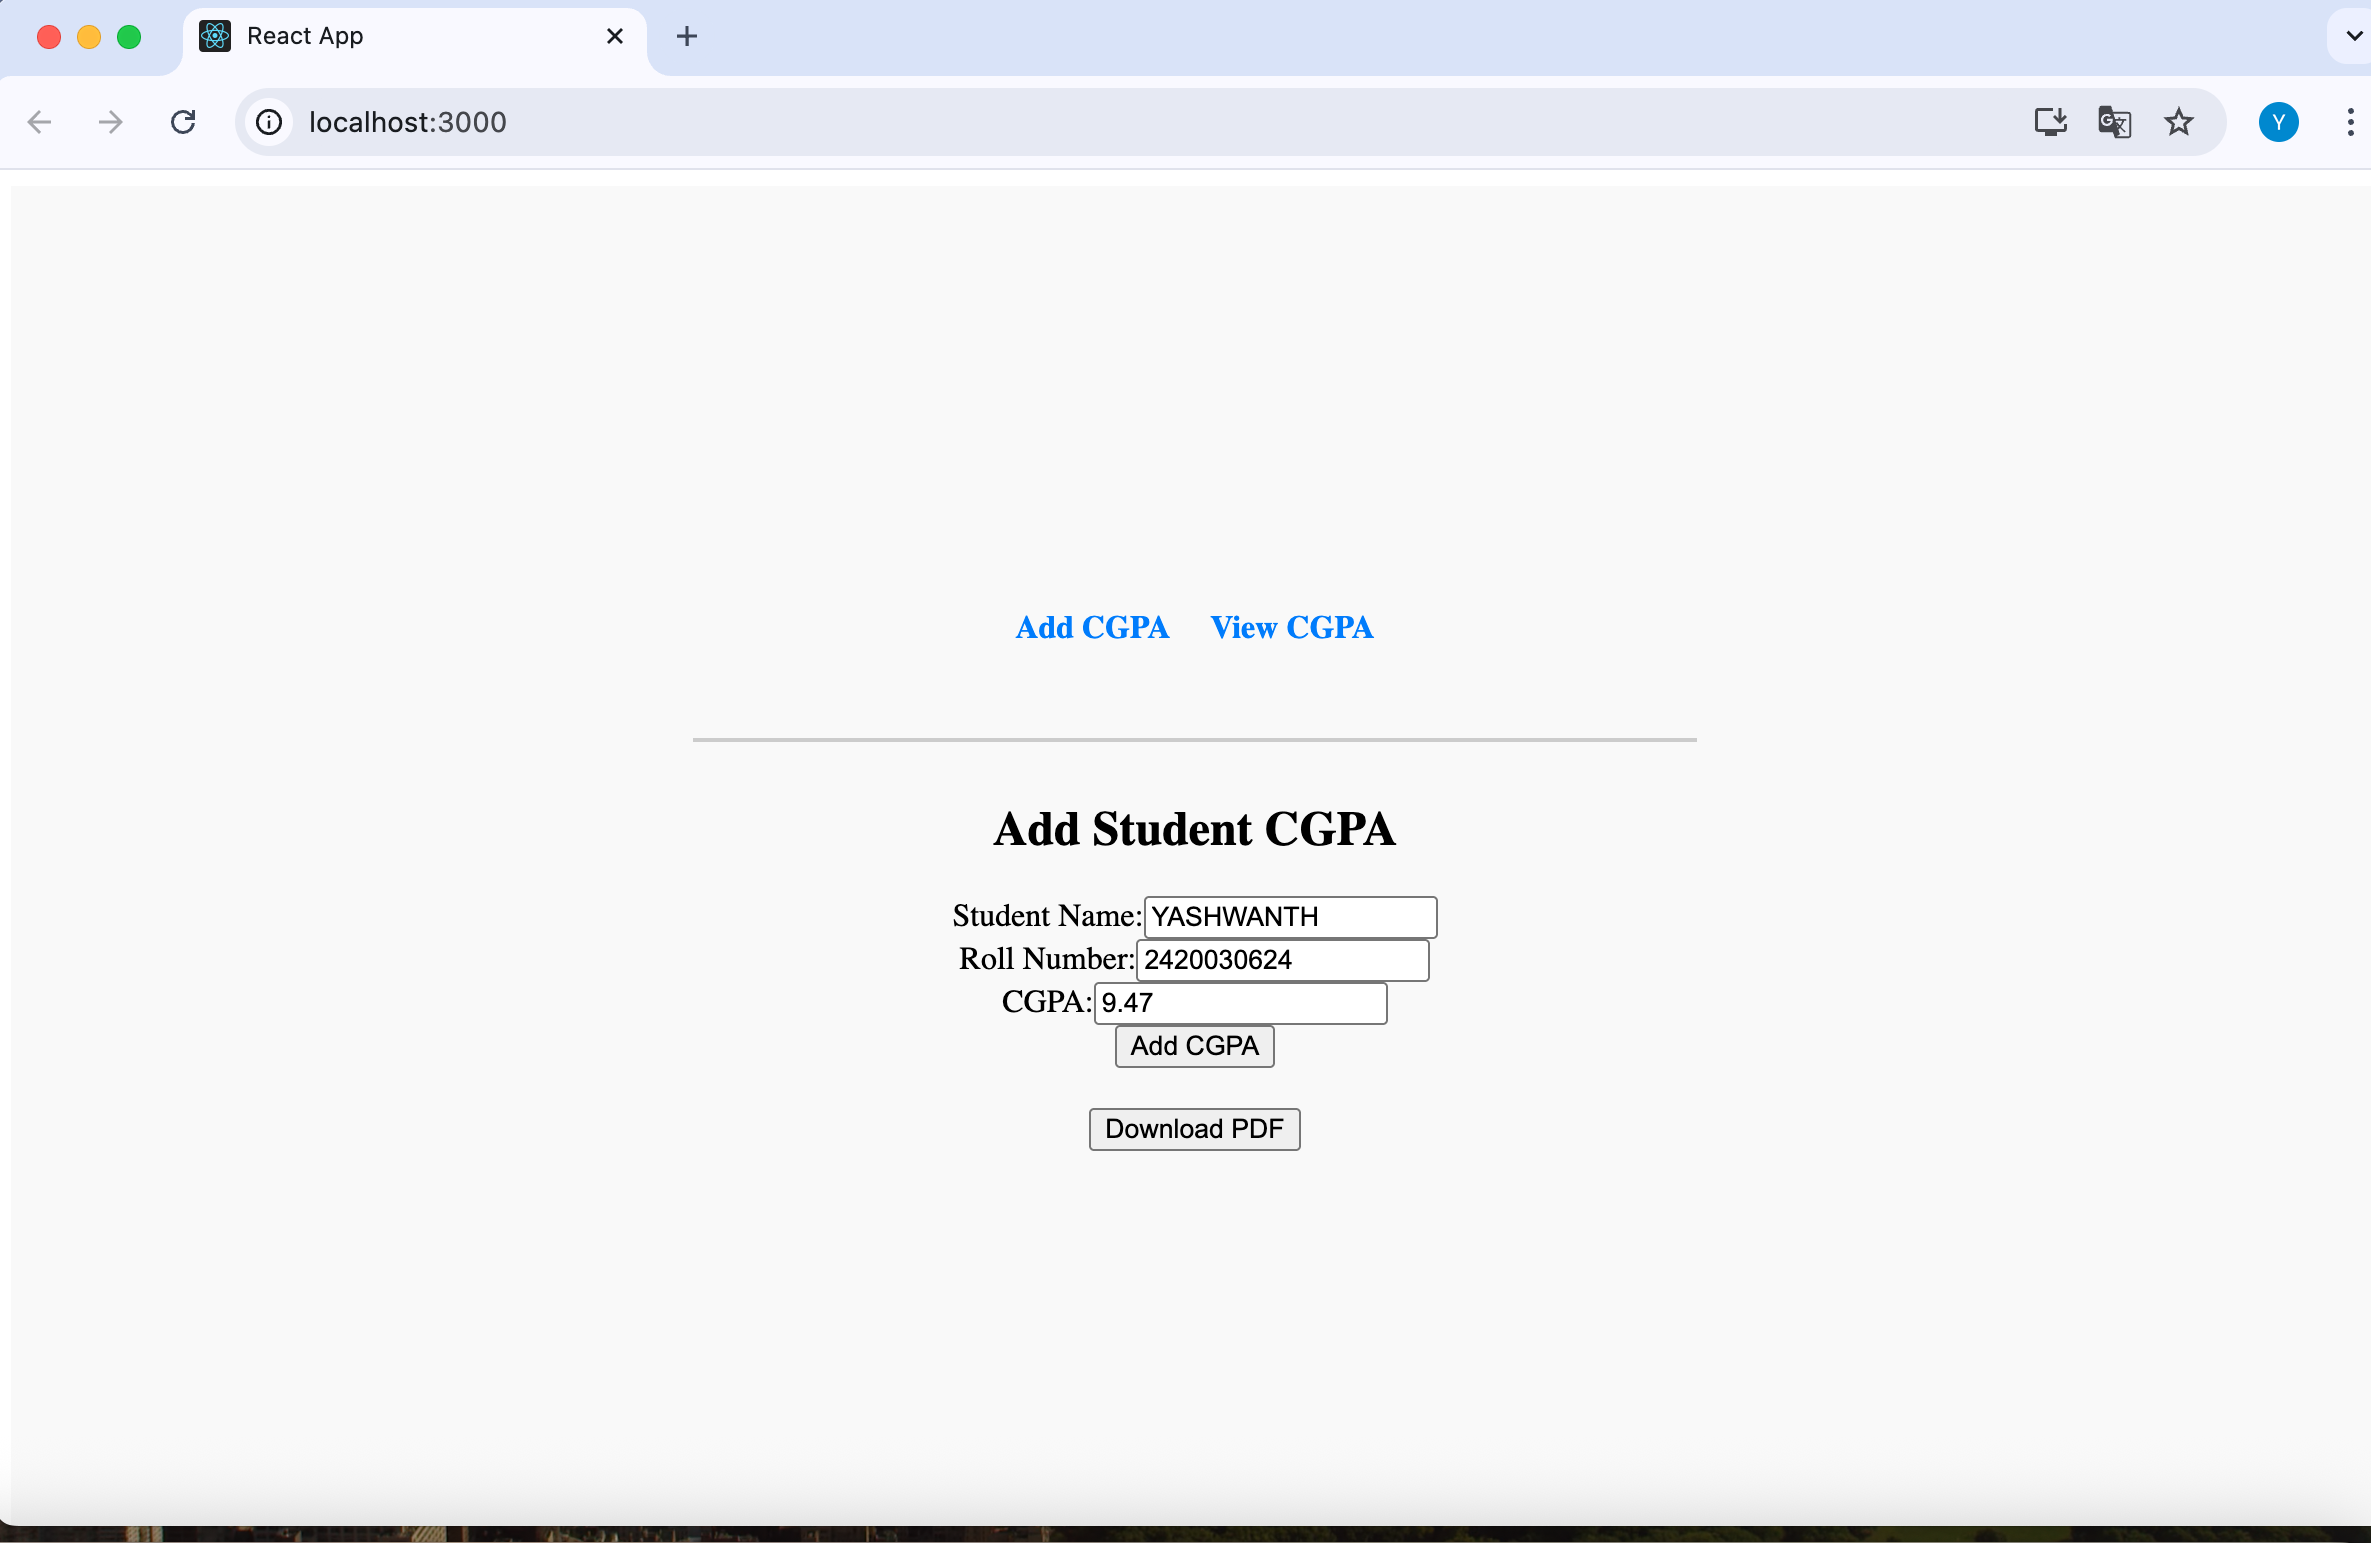 React App
localhost:3000
Y
Add CGPA View CGPA
Add Student CGPA
Student Name: YASHWANTH
Roll Number: 2420030624
CGPA: 9.47
Add CGPA
Download PDF